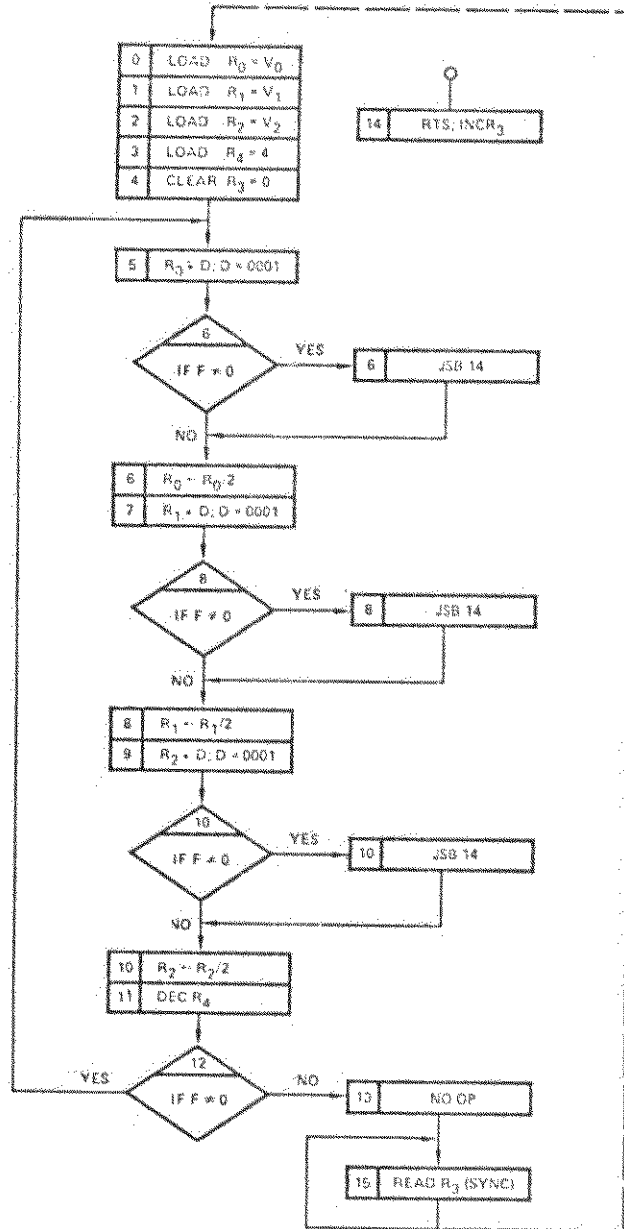 0 LOAD R0 = V0
1 LOAD R1 = V1
2 LOAD R2 = V2
3 LOAD R4 = 4
4 CLEAR R3 = 0
14 RTS; INCR3
5 R0 • D; D = 0001
6
IF F ≠ 0
YES
6 JSB 14
NO
6 R0 ← R0/2
7 R1 • D; D = 0001
8
IF F ≠ 0
YES
8 JSB 14
NO
8 R1 ← R1/2
9 R2 • D; D = 0001
10
IF F ≠ 0
YES
10 JSB 14
NO
10 R2 ← R2/2
11 DEC R4
12
YES
IF F ≠ 0
NO
13 NO OP
15 READ R3 (SYNC)